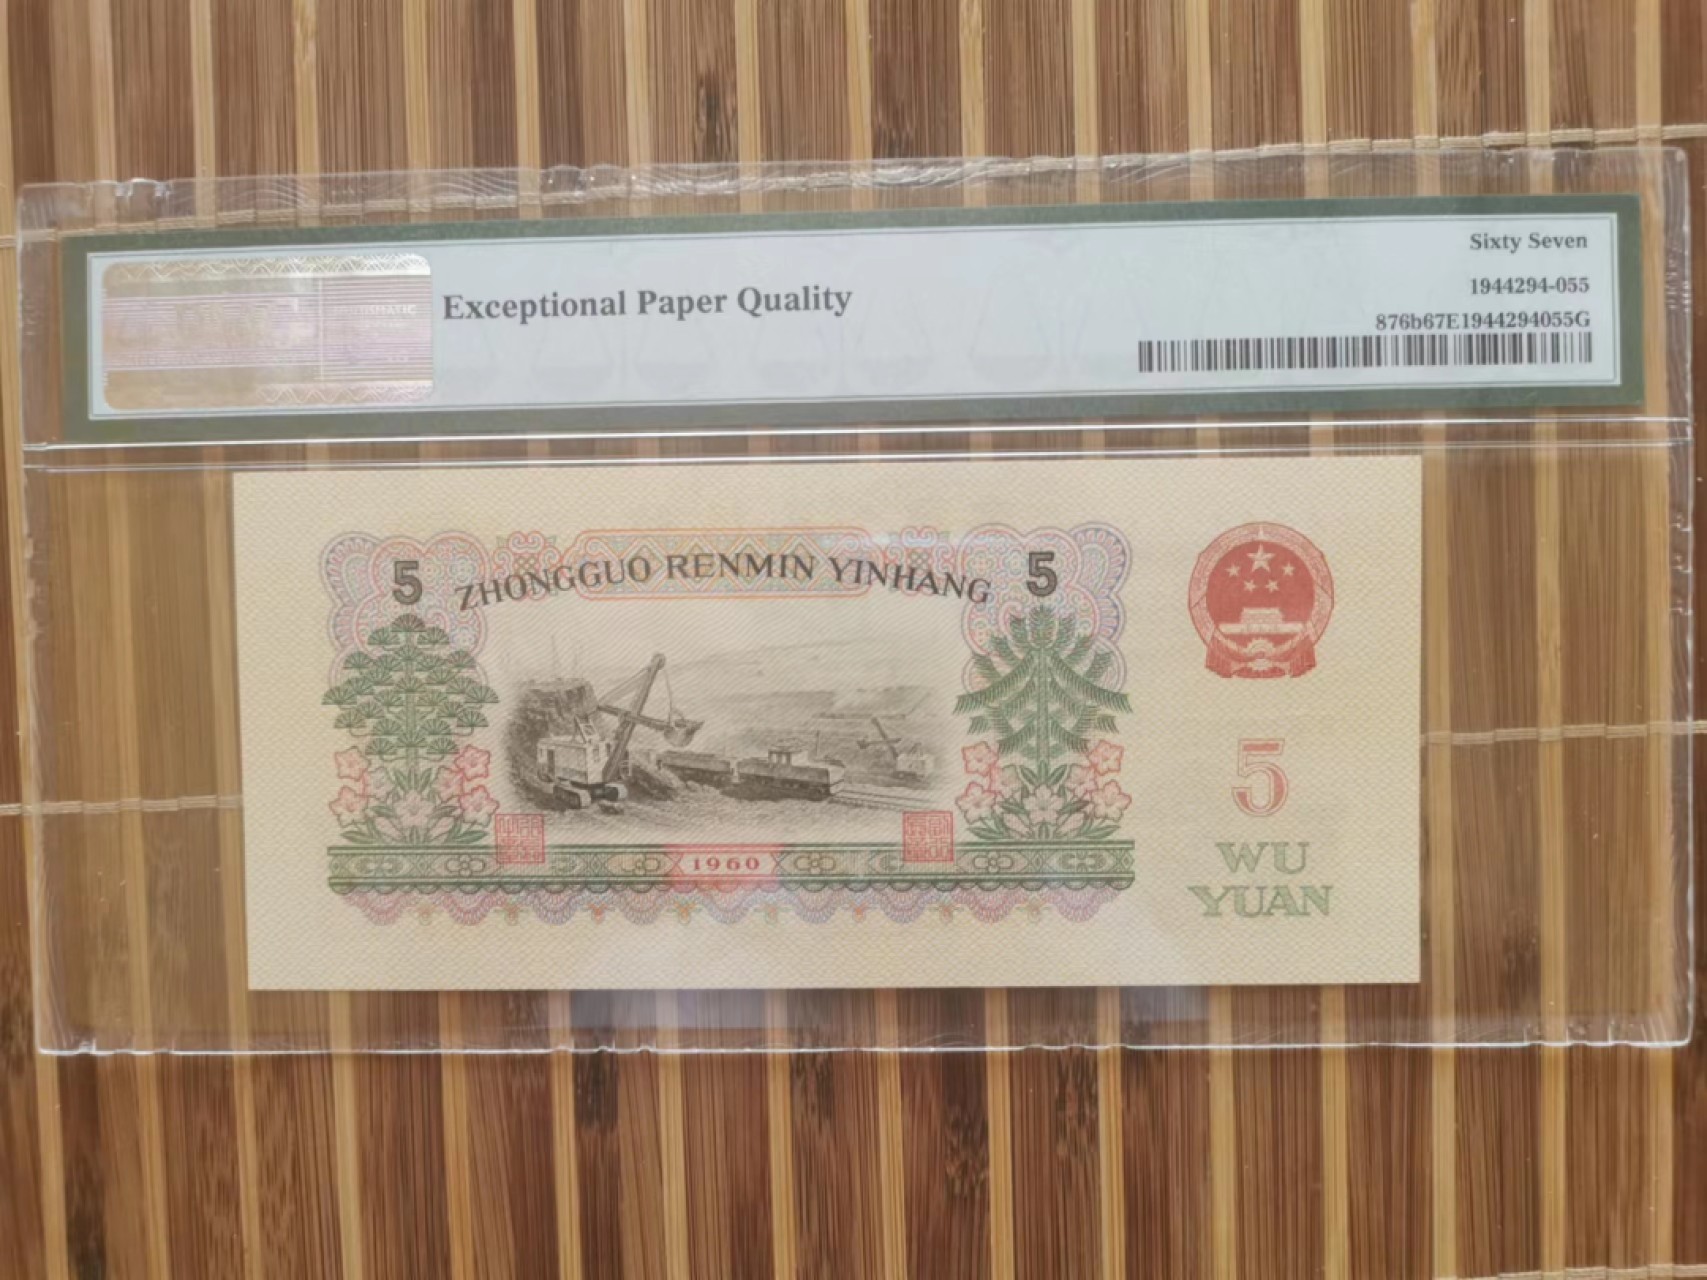 Sixty Seven
Exceptional Paper Quality
1944294-055
876b67E1944294055G
5 ZHONGGUO RENMIN YINHANG 5
1960
5
WU
YUAN